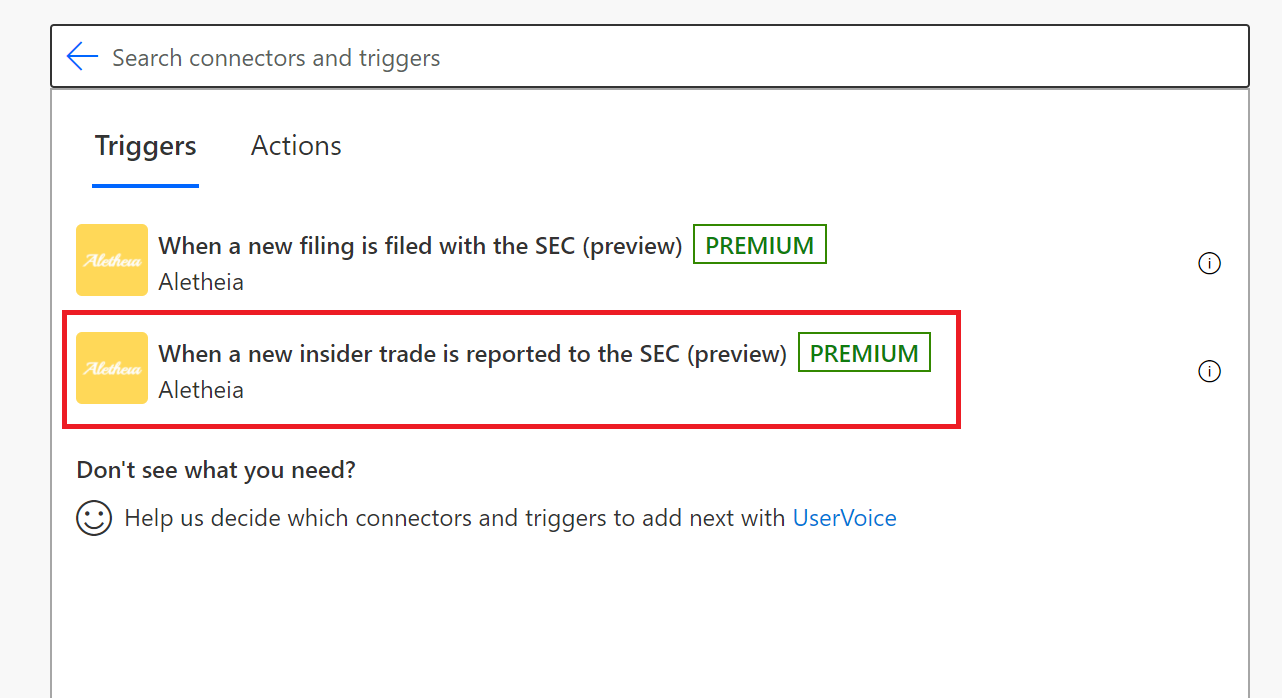 Search connectors and triggers
Triggers Actions
Aletheia
When a new filing is filed with the SEC (preview) PREMIUM
Aletheia
Aletheia
When a new insider trade is reported to the SEC (preview) PREMIUM
Aletheia
Don't see what you need?
Help us decide which connectors and triggers to add next with UserVoice